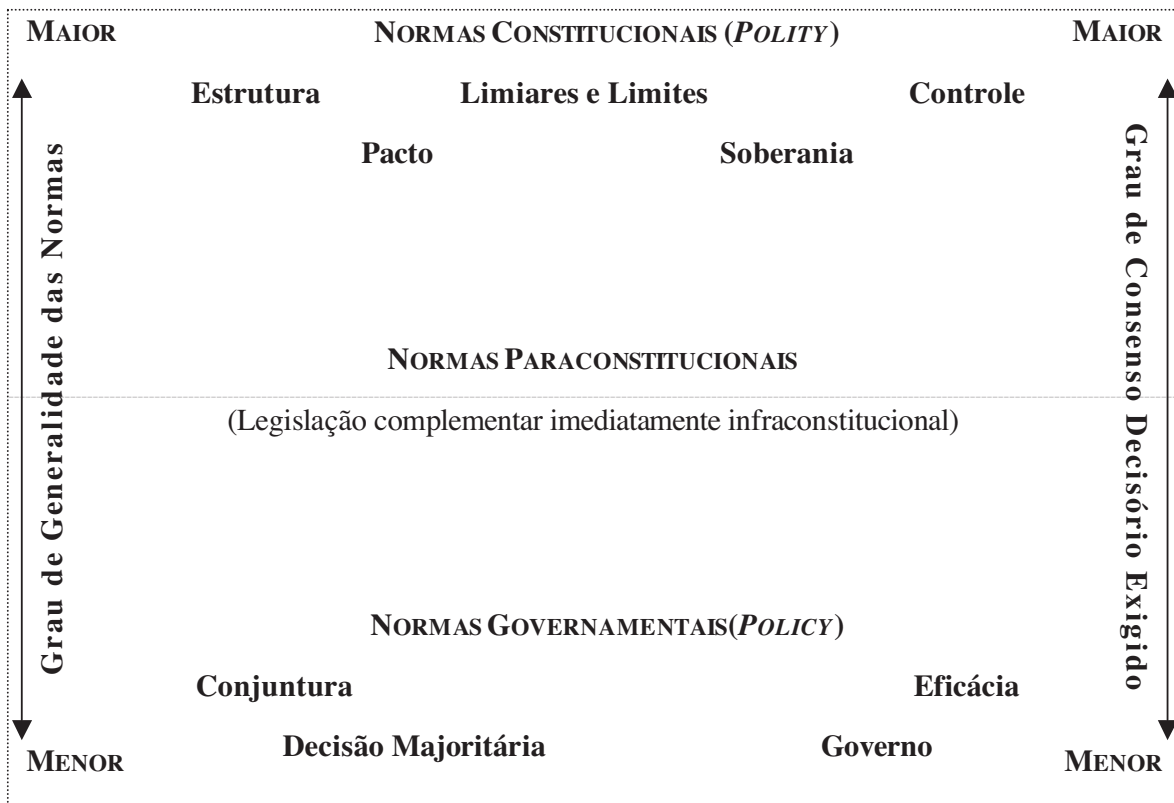 MAIOR NORMAS CONSTITUCIONAIS (POLITY) MAIOR
Estrutura Limiares e Limites Controle
Pacto Soberania
Grau de Generalidade das Normas
Grau de Consenso Decisório Exigido
NORMAS PARACONSTITUCIONAIS
(Legislação complementar imediatamente infraconstitucional)
NORMAS GOVERNAMENTAIS(POLICY)
Conjuntura Eficácia
Decisão Majoritária Governo
MENOR MENOR